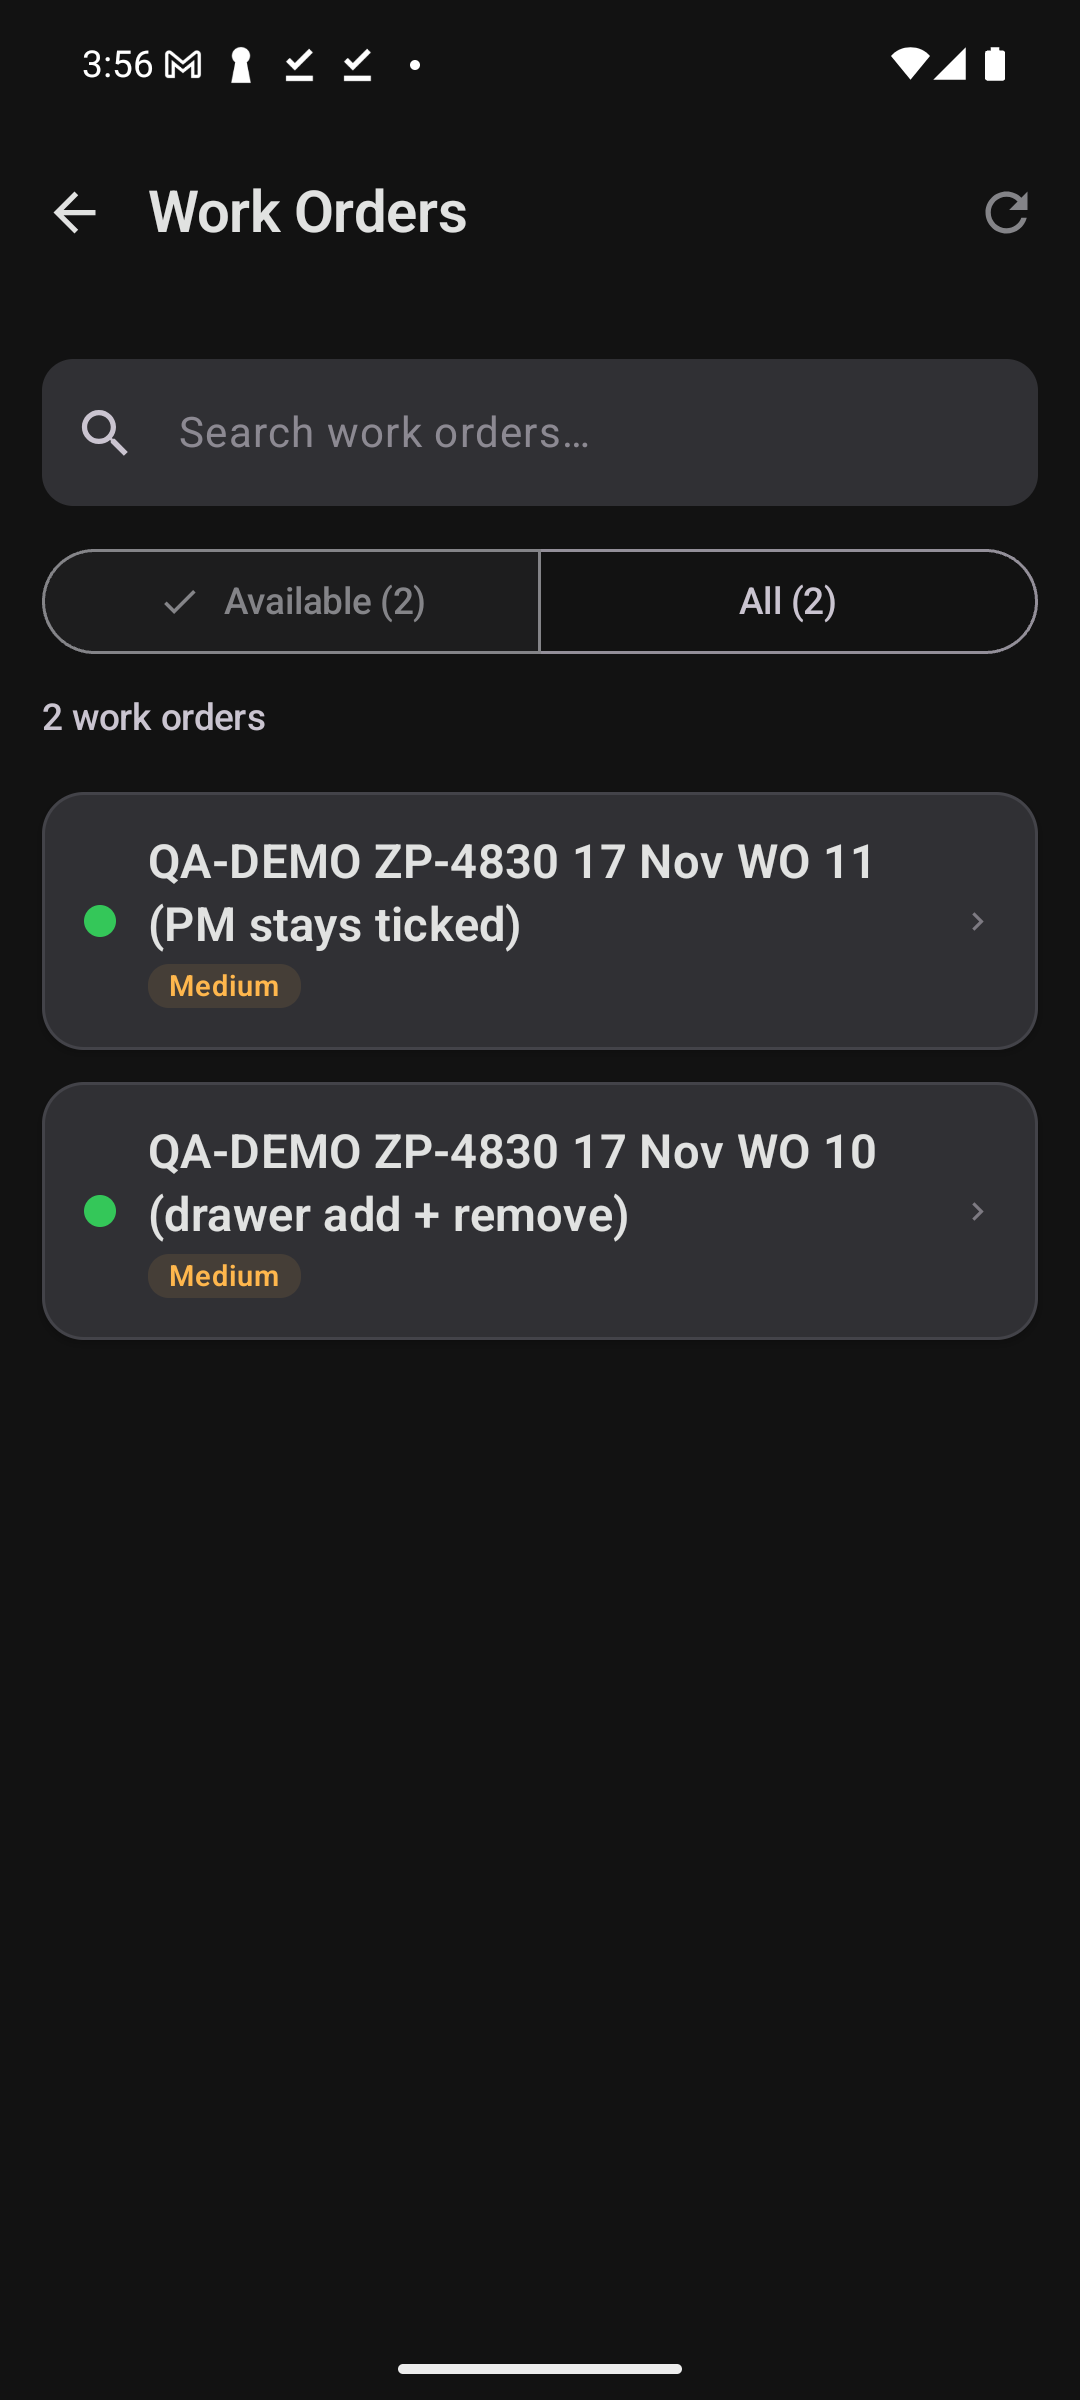 3:56
Work Orders
Search work orders...
Available (2)
All (2)
2 work orders
QA-DEMO ZP-4830 17 Nov WO 11
(PM stays ticked)
Medium
QA-DEMO ZP-4830 17 Nov WO 10
(drawer add + remove)
Medium